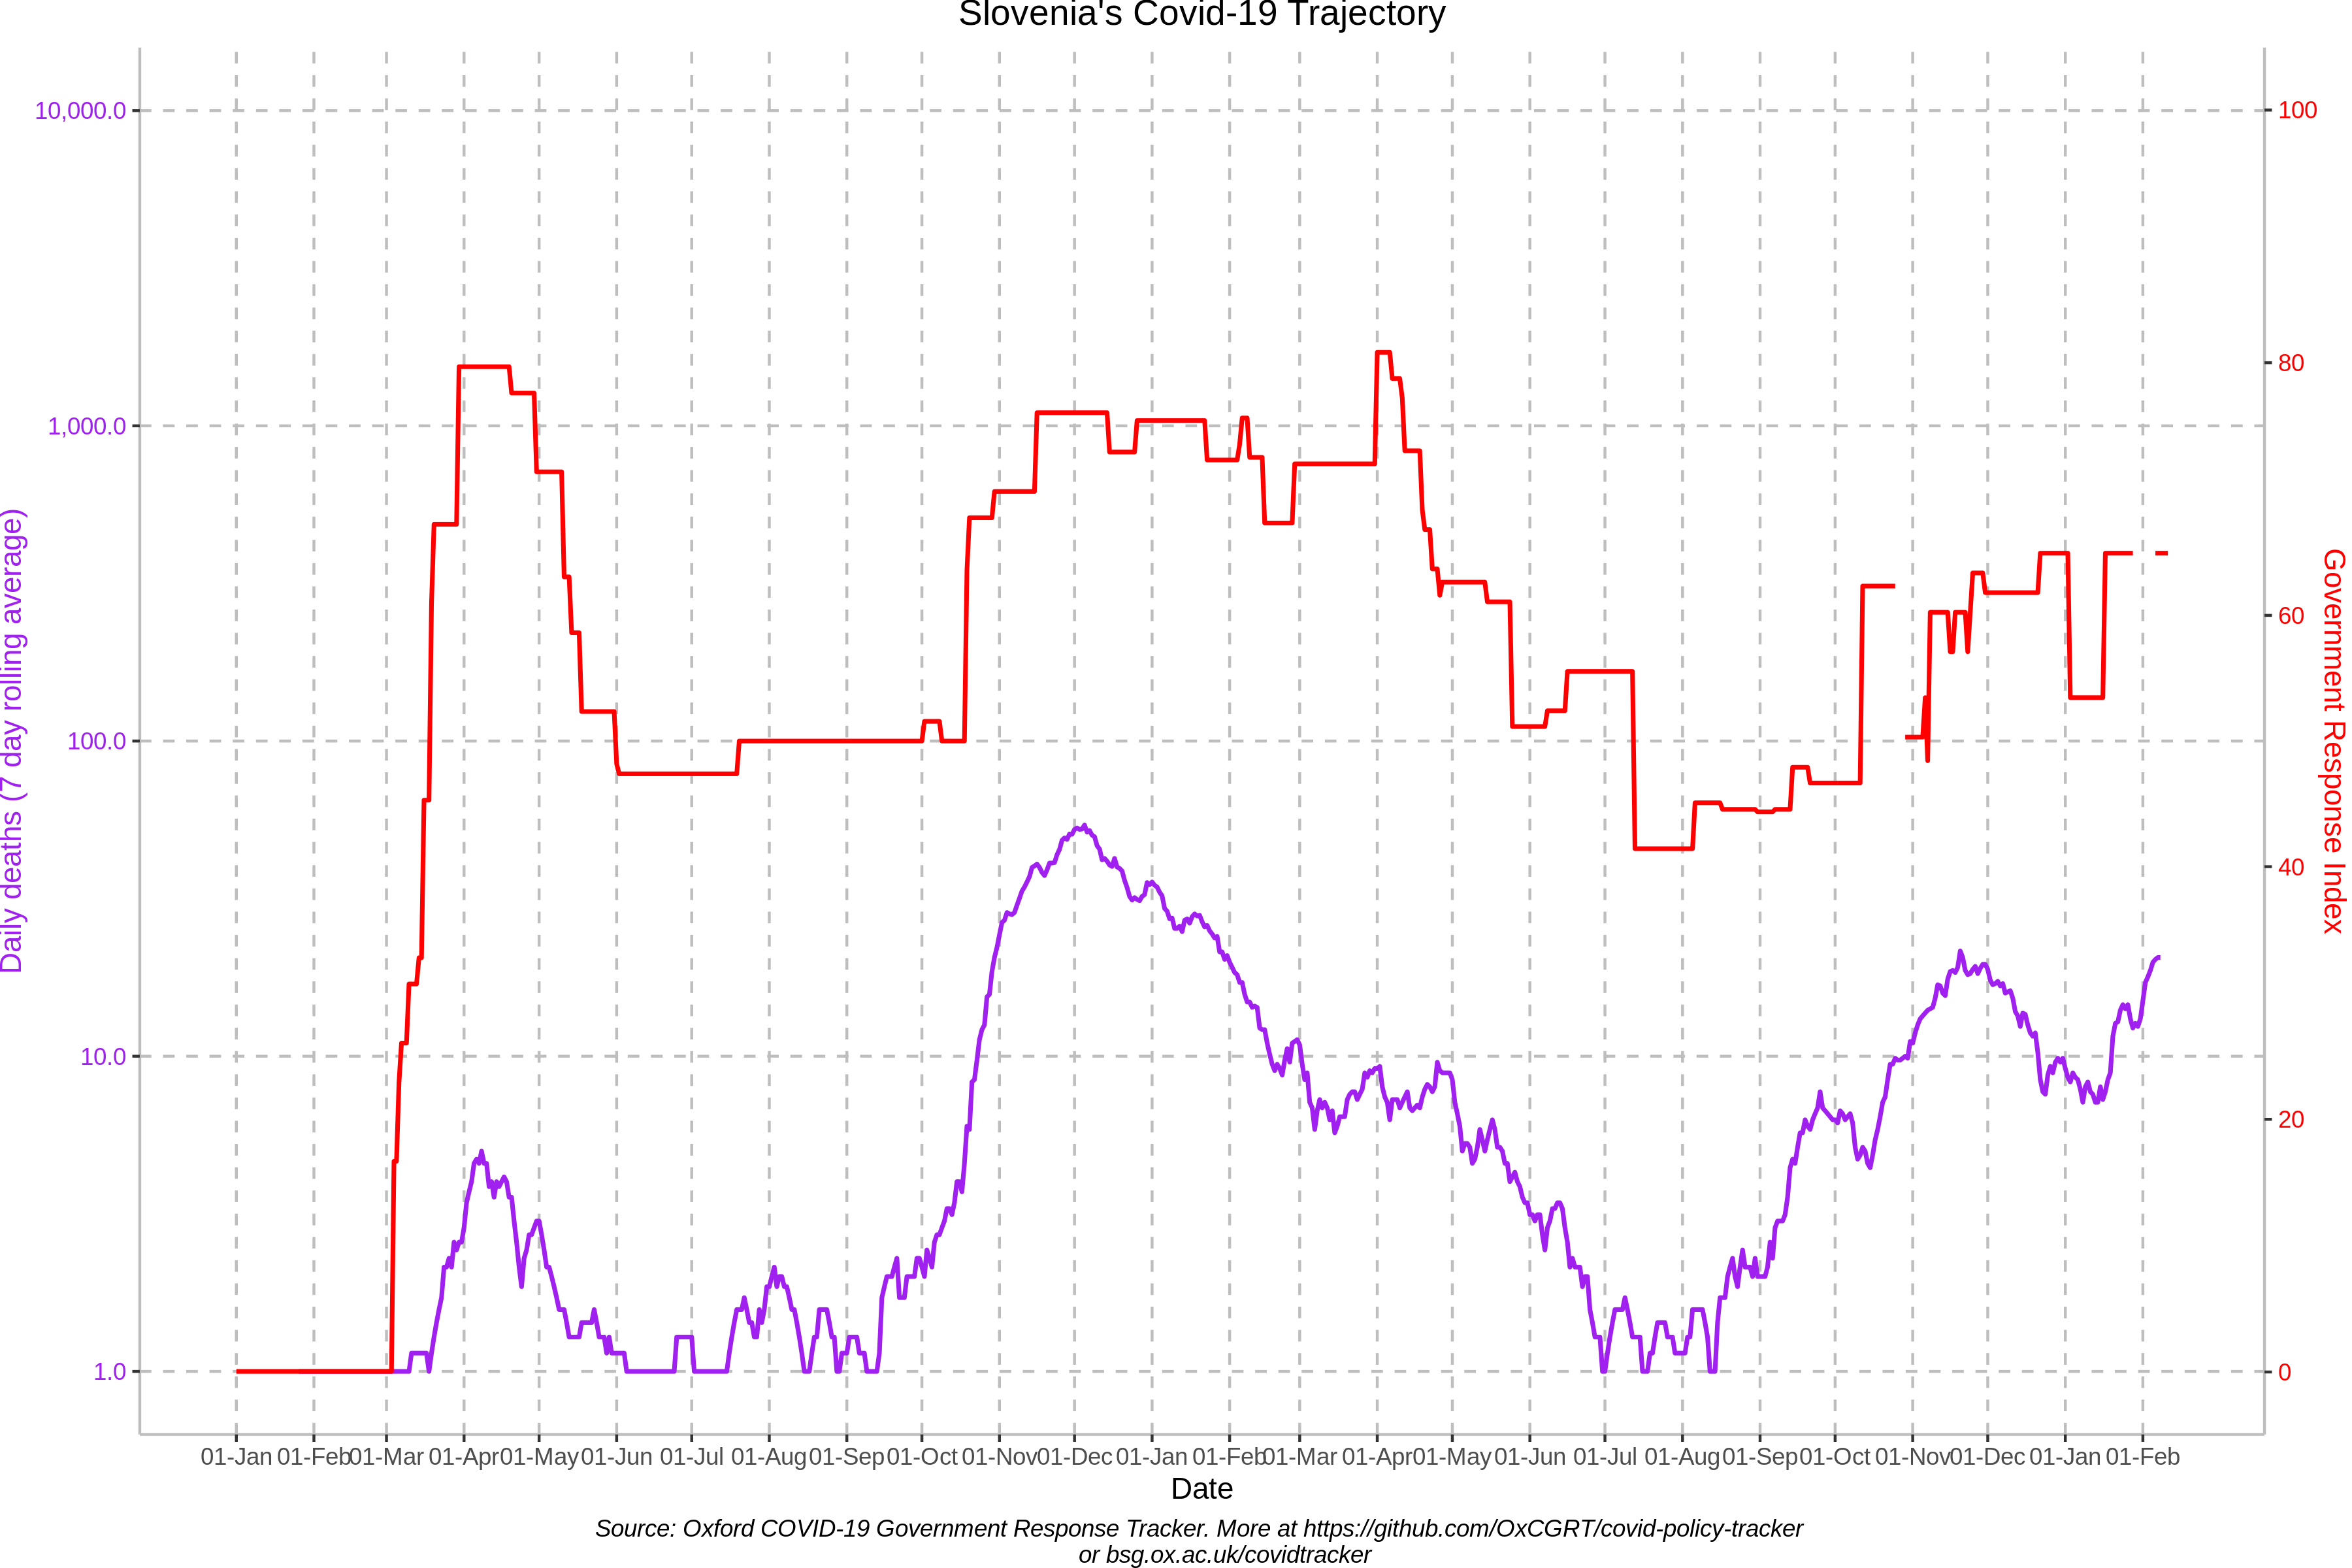 Slovenia's Covid-19 Trajectory
10,000.0
1,000.0
100.0
10.0
1.0
Daily deaths (7 day rolling average)
100
80
60
40
20
0
Government Response Index
01-Jan 01-Feb 01-Mar 01-Apr 01-May 01-Jun 01-Jul 01-Aug 01-Sep 01-Oct 01-Nov 01-Dec 01-Jan 01-Feb 01-Mar 01-Apr 01-May 01-Jun 01-Jul 01-Aug 01-Sep 01-Oct 01-Nov 01-Dec 01-Jan 01-Feb
Date
Source: Oxford COVID-19 Government Response Tracker. More at https://github.com/OxCGRT/covid-policy-tracker
or bsg.ox.ac.uk/covidtracker